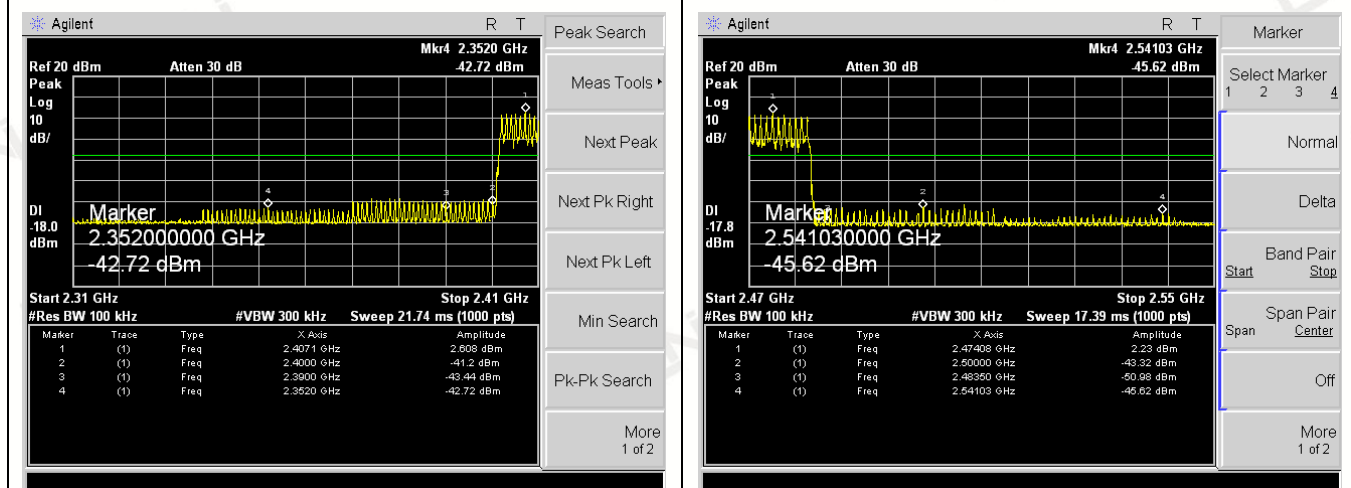 Agilent R T
Peak Search
Mkr4 2.3520 GHz
Ref 20 dBm Atten 30 dB -42.72 dBm
Peak
Log
10
dB/
1
4
3
2
DI
-18.0
dBm
Marker
2.352000000 GHz
-42.72 dBm
Start 2.31 GHz Stop 2.41 GHz
#Res BW 100 kHz #VBW 300 kHz Sweep 21.74 ms (1000 pts)
Marker Trace Type X Axis Amplitude
1 (1) Freq 2.4071 GHz 2.608 dBm
2 (1) Freq 2.4000 GHz -41.2 dBm
3 (1) Freq 2.3900 GHz -43.44 dBm
4 (1) Freq 2.3520 GHz -42.72 dBm
Meas Tools
Next Peak
Next Pk Right
Next Pk Left
Min Search
Pk-Pk Search
More
1 of 2
Agilent R T
Marker
Mkr4 2.54103 GHz
Ref 20 dBm Atten 30 dB -45.62 dBm
Peak
Log
10
dB/
1
2
4
DI
-17.8
dBm
Marker
2.541030000 GHz
-45.62 dBm
Start 2.47 GHz Stop 2.55 GHz
#Res BW 100 kHz #VBW 300 kHz Sweep 17.39 ms (1000 pts)
Marker Trace Type X Axis Amplitude
1 (1) Freq 2.47408 GHz 2.23 dBm
2 (1) Freq 2.50000 GHz -43.32 dBm
3 (1) Freq 2.48350 GHz -50.98 dBm
4 (1) Freq 2.54103 GHz -45.62 dBm
Select Marker
1 2 3 4
Normal
Delta
Band Pair
Start Stop
Span Pair
Span Center
Off
More
1 of 2